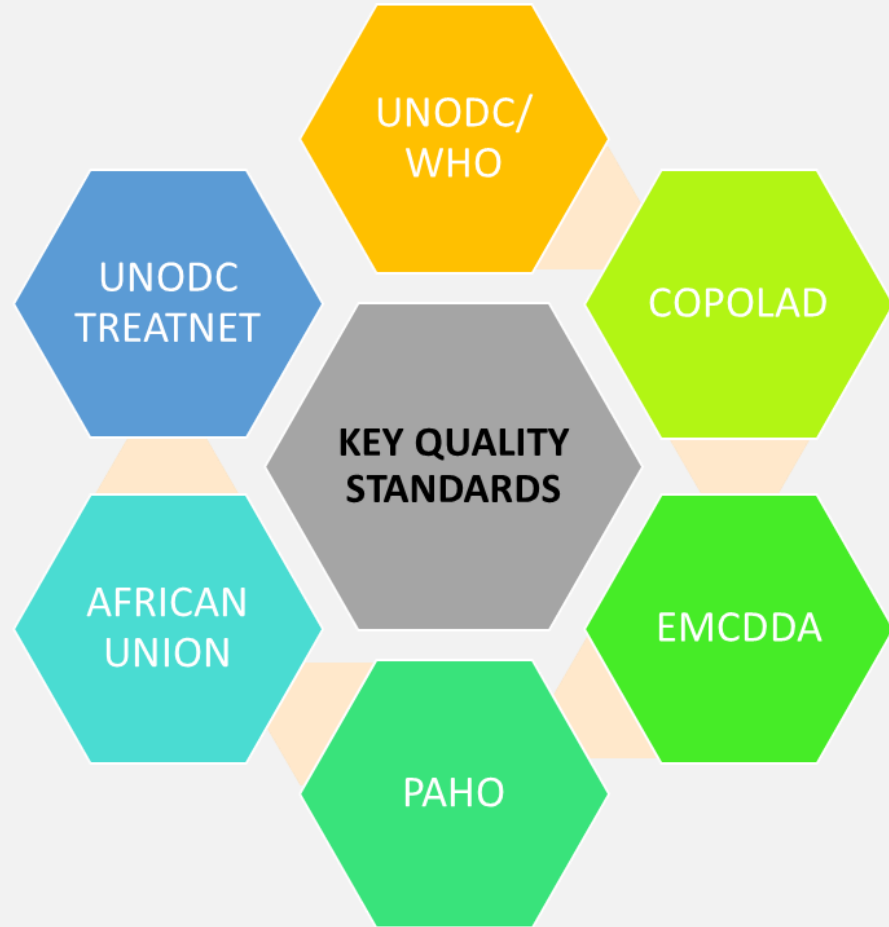 UNODC/
WHO
UNODC
TREATNET
COPOLAD
KEY QUALITY
STANDARDS
AFRICAN
UNION
EMCDDA
PAHO